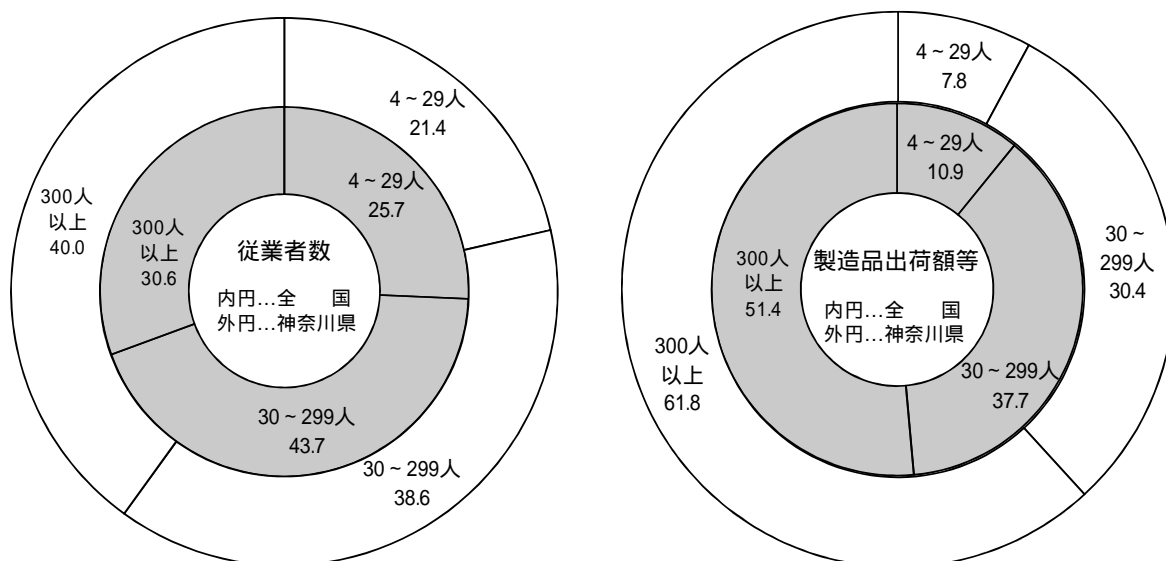 4～29人
21.4
4～29人
25.7
300人
以上
40.0
300人
以上
30.6
従業者数
内円…全　国
外円…神奈川県
30～299人
43.7
30～299人
38.6
4～29人
7.8
4～29人
10.9
30～
299人
30.4
300人
以上
51.4
製造品出荷額等
内円…全　国
外円…神奈川県
300人
以上
61.8
30～299人
37.7